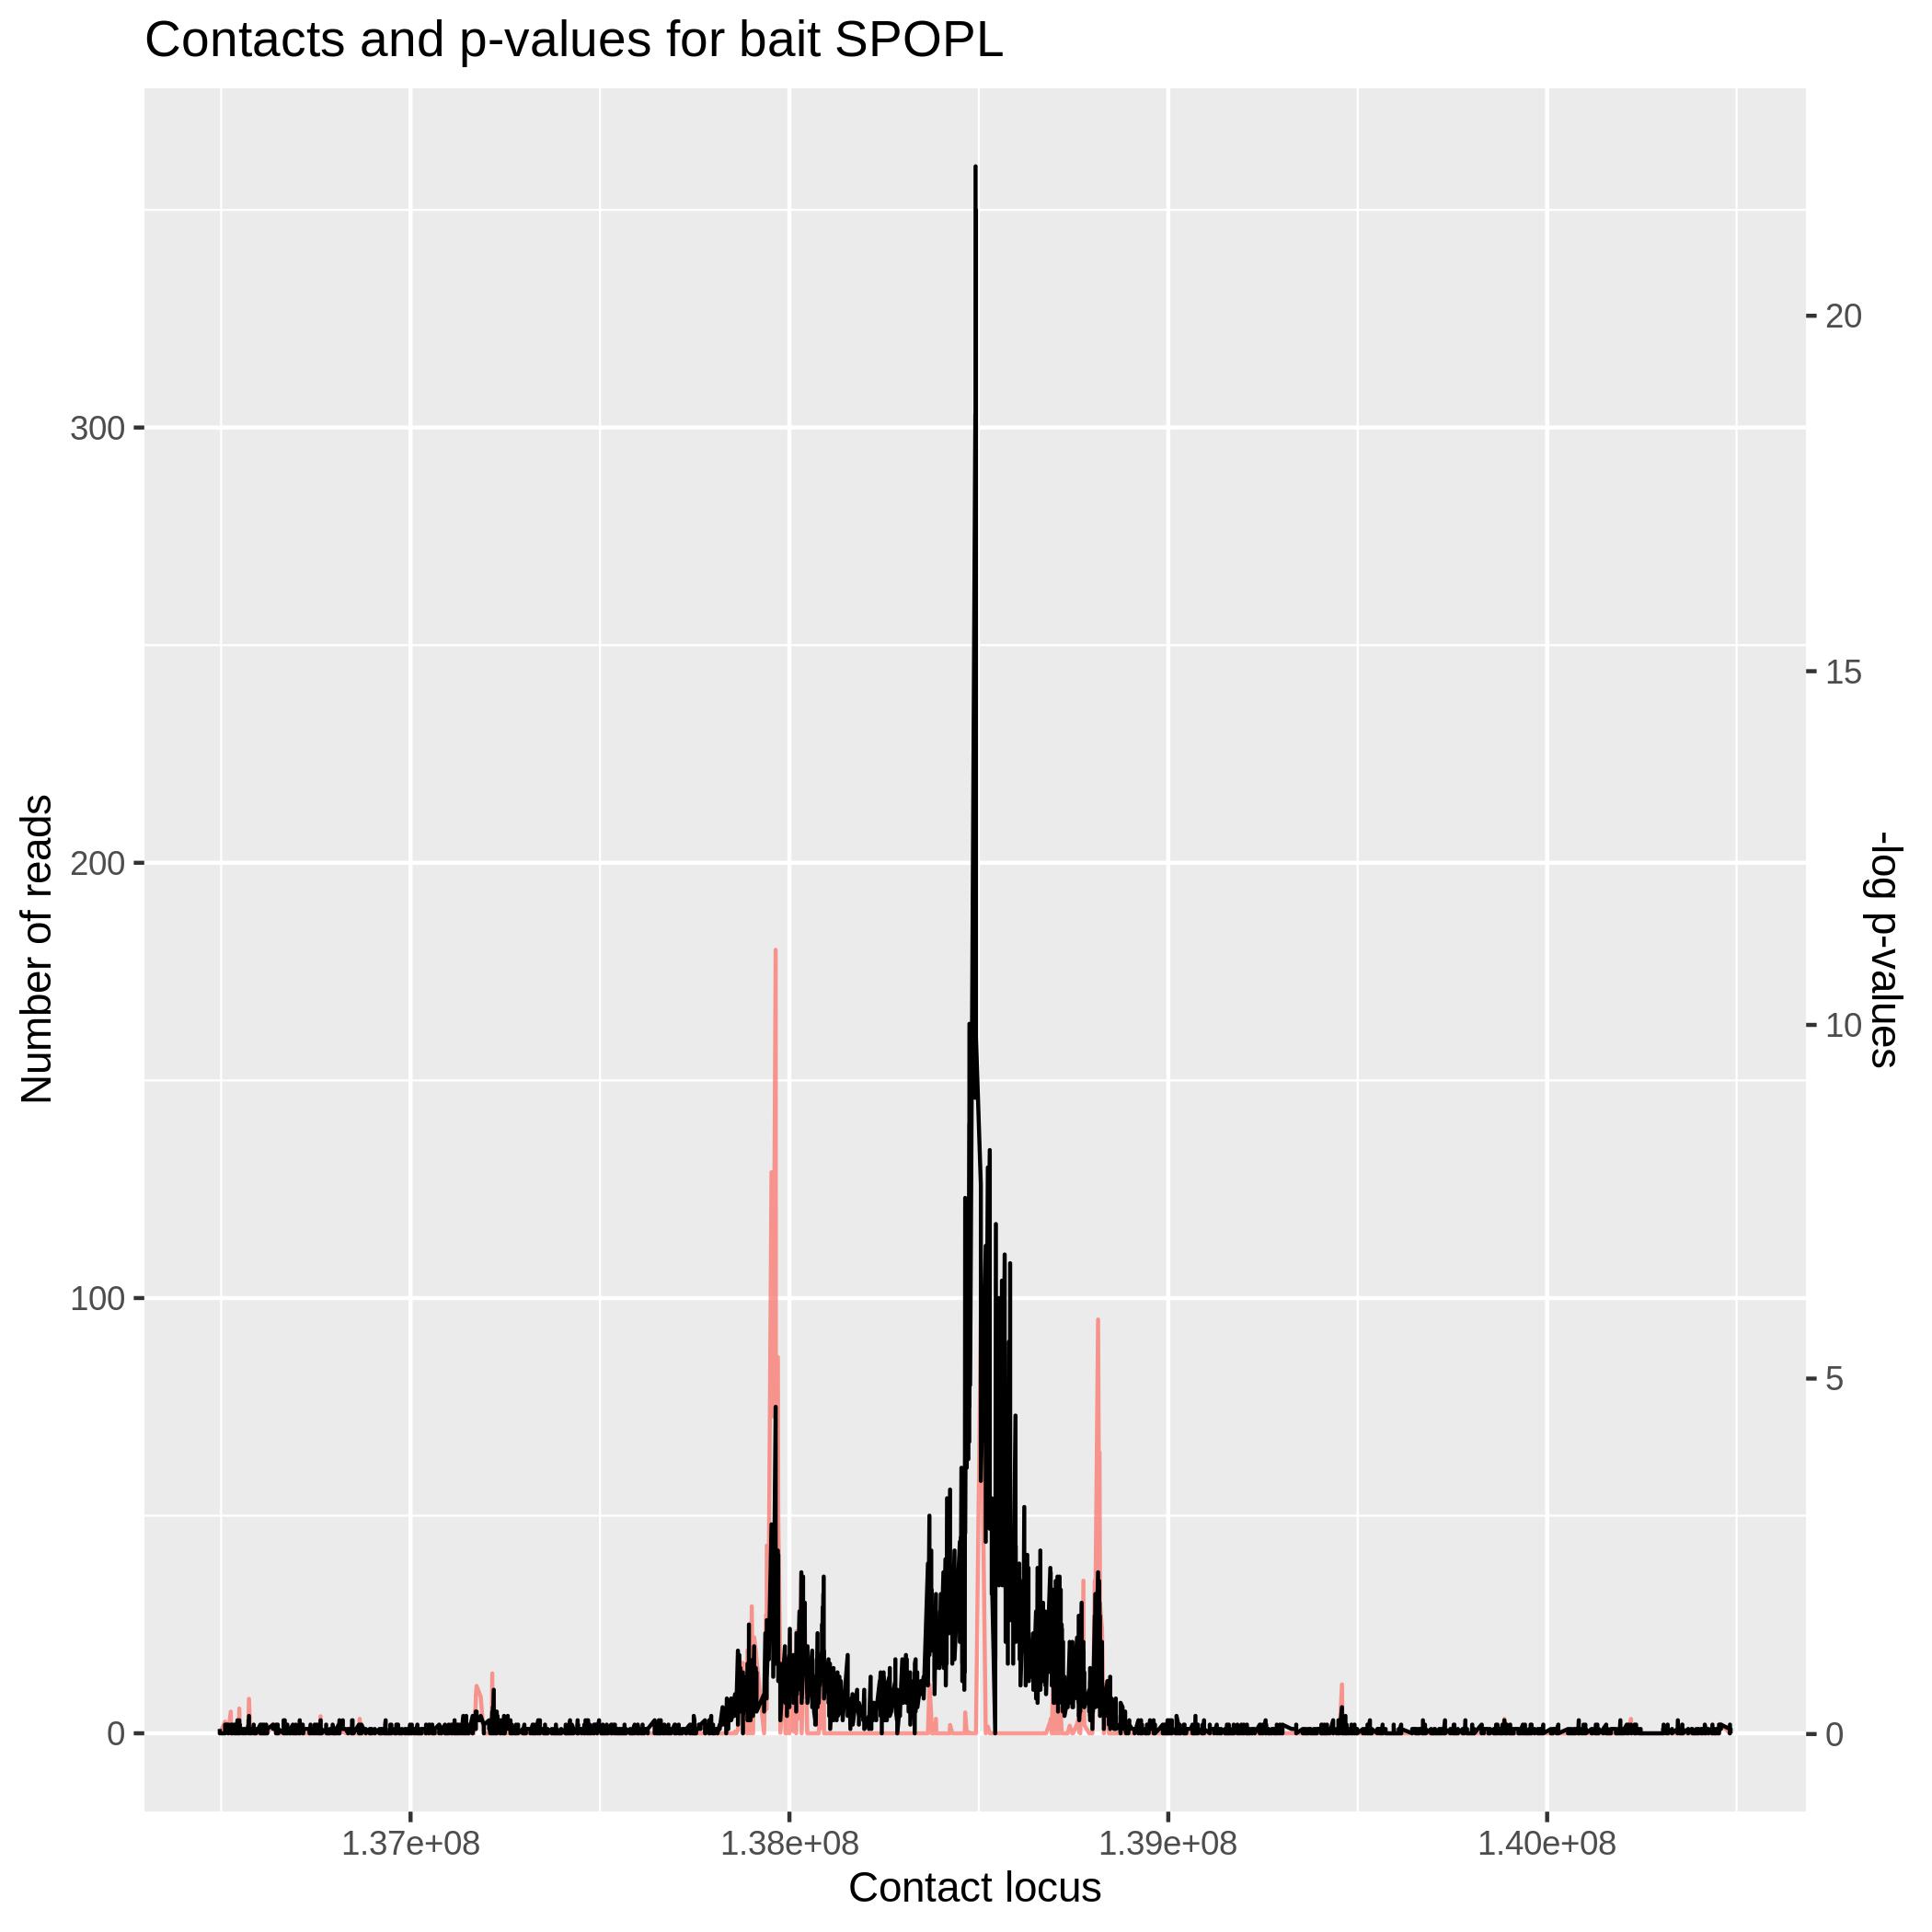 Contacts and p-values for bait SPOPL
Number of reads
300
200
100
0
20
15
10
5
0
-log p-values
1.37e+08
1.38e+08
1.39e+08
1.40e+08
Contact locus